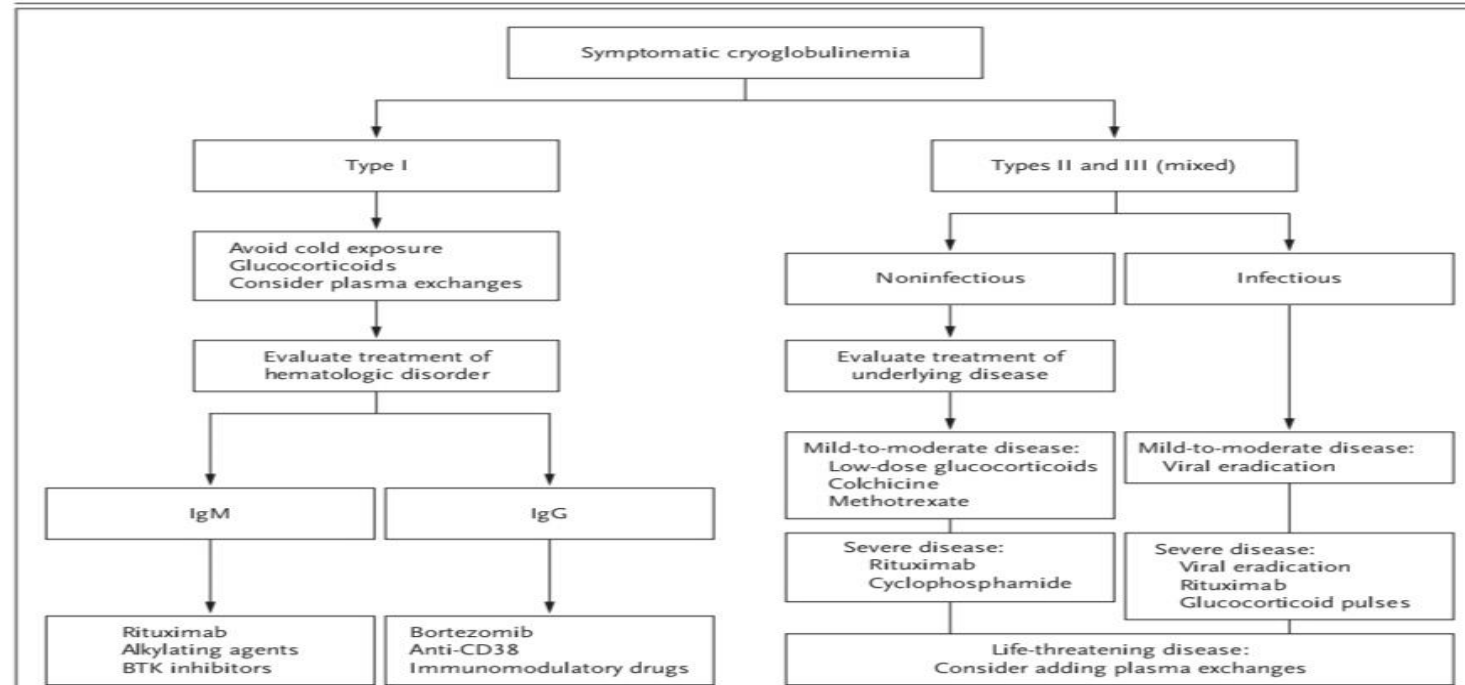 Symptomatic cryoglobulinemia
Type I
Types II and III (mixed)
Avoid cold exposure
Glucocorticoids
Consider plasma exchanges
Noninfectious
Infectious
Evaluate treatment of
hematologic disorder
Evaluate treatment of
underlying disease
Mild-to-moderate disease:
Low-dose glucocorticoids
Colchicine
Methotrexate
Mild-to-moderate disease:
Viral eradication
IgM
IgG
Severe disease:
Rituximab
Cyclophosphamide
Severe disease:
Viral eradication
Rituximab
Glucocorticoid pulses
Rituximab
Alkylating agents
BTK inhibitors
Bortezomib
Anti-CD38
Immunomodulatory drugs
Life-threatening disease:
Consider adding plasma exchanges